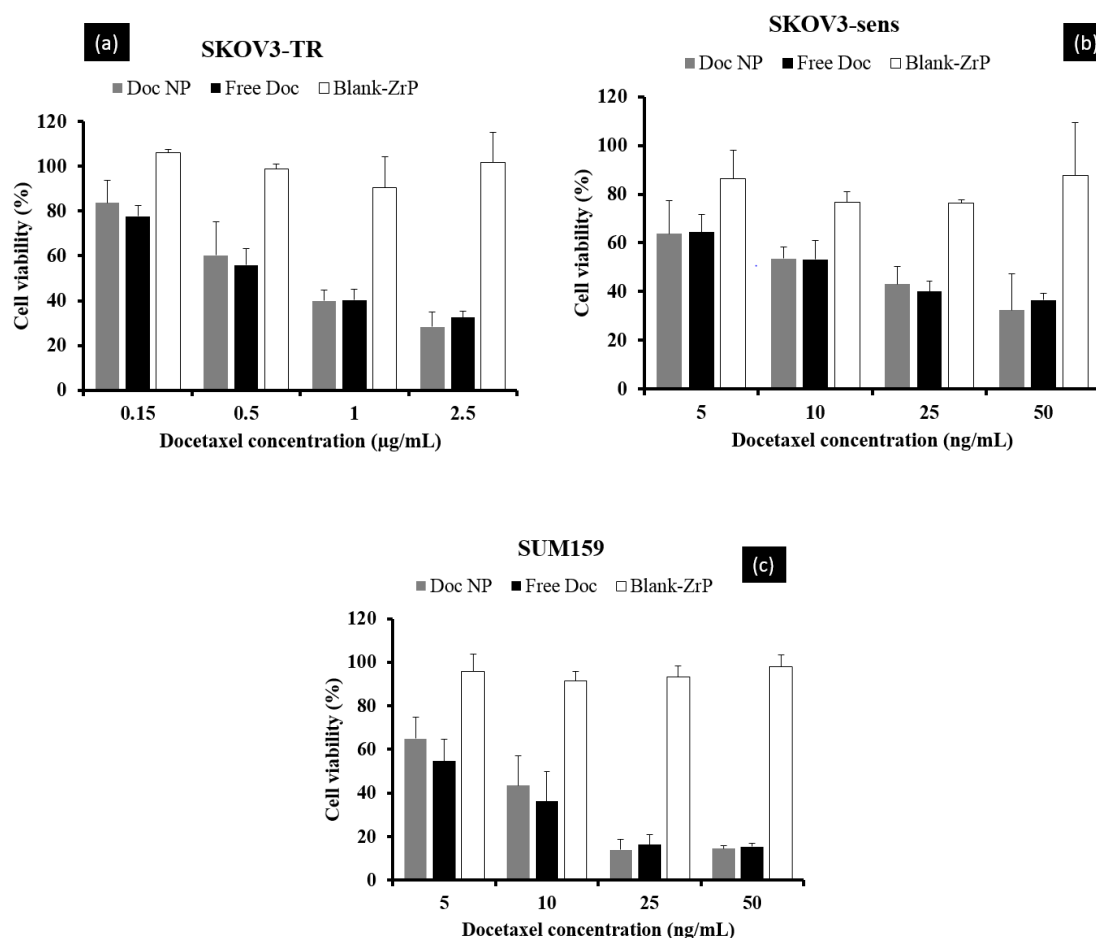 (a)
SKOV3-TR
Doc NP Free Doc Blank-ZrP
120
100
80
60
40
20
0
Cell viability (%)
0.15 0.5 1 2.5
Docetaxel concentration (µg/mL)
SKOV3-sens
(b)
Doc NP Free Doc Blank-ZrP
120
100
80
60
40
20
0
Cell viability (%)
5 10 25 50
Docetaxel concentration (ng/mL)
SUM159
(c)
Doc NP Free Doc Blank-ZrP
120
100
80
60
40
20
0
Cell viability (%)
5 10 25 50
Docetaxel concentration (ng/mL)